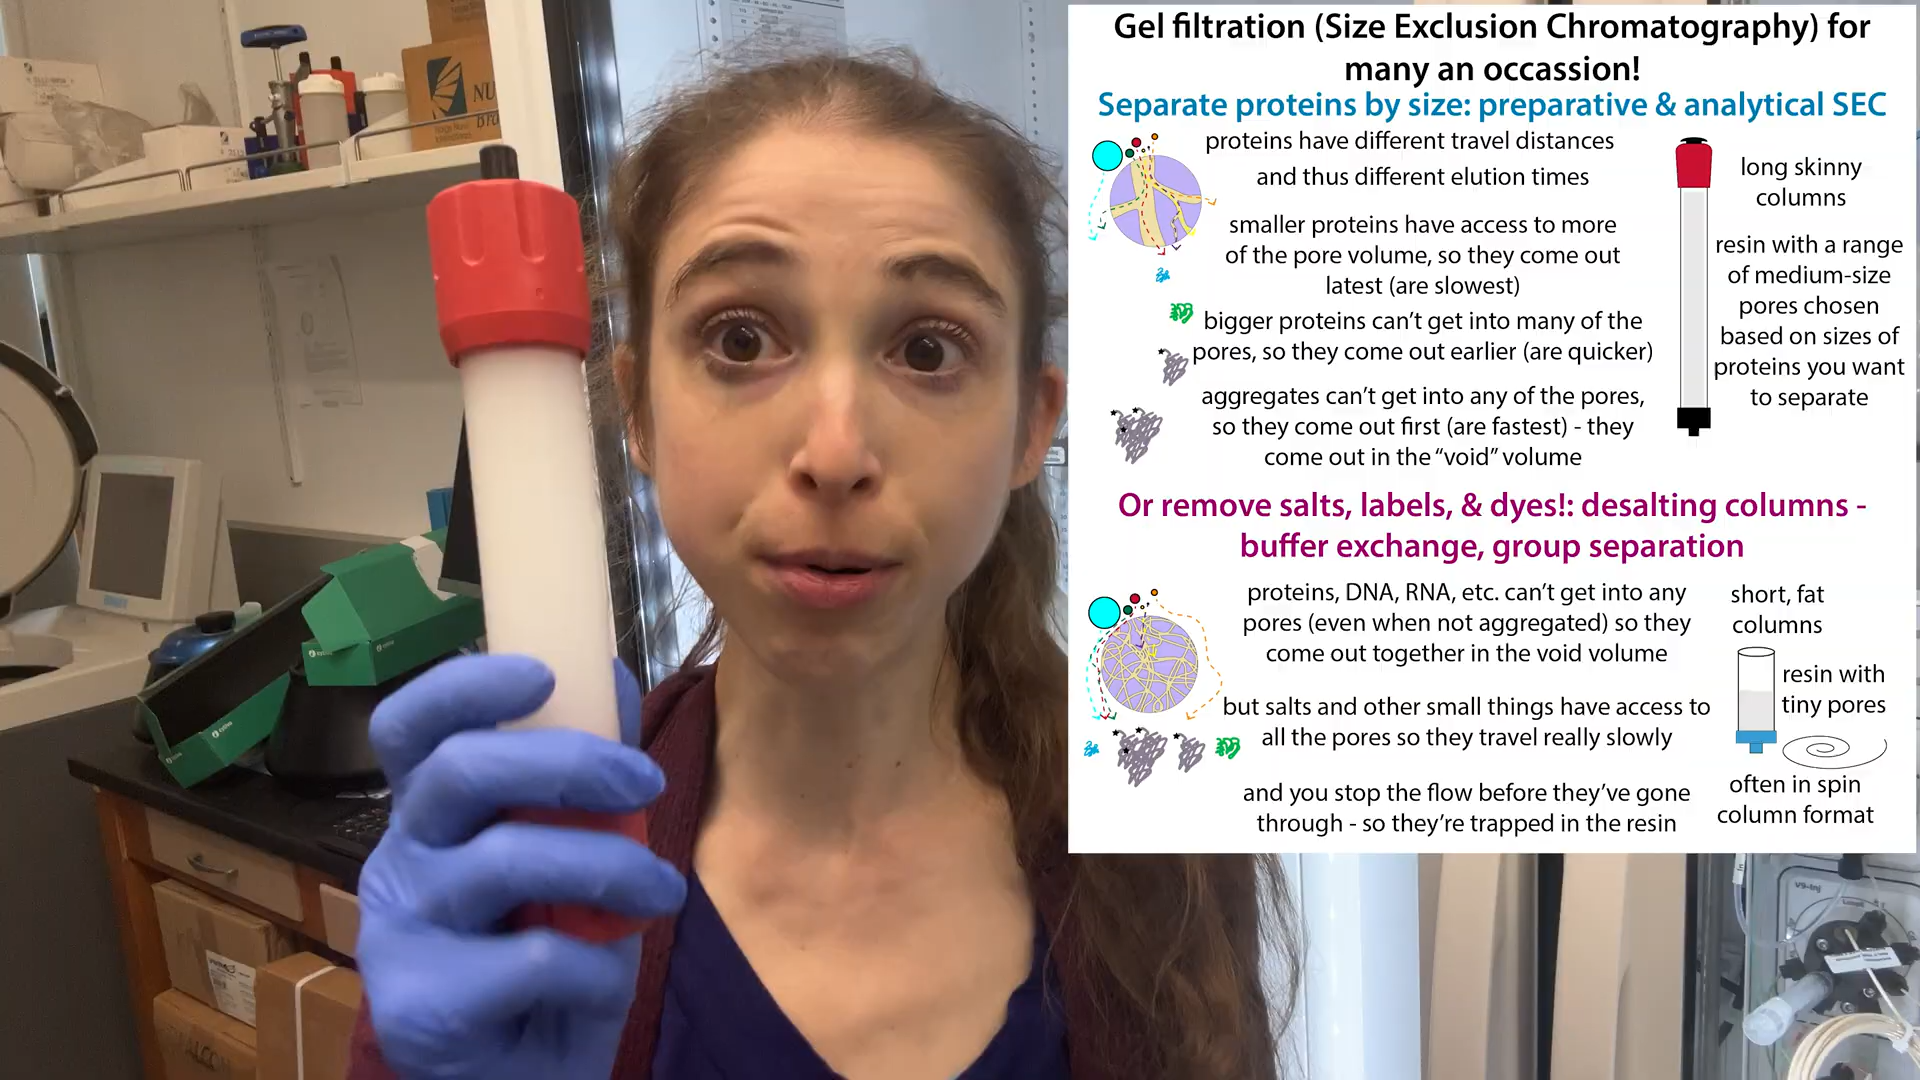 Gel filtration (Size Exclusion Chromatography) for
many an occassion!
Separate proteins by size: preparative & analytical SEC
proteins have different travel distances
and thus different elution times
smaller proteins have access to more
of the pore volume, so they come out
latest (are slowest)
bigger proteins can't get into many of the
pores, so they come out earlier (are quicker)
aggregates can't get into any of the pores,
so they come out first (are fastest) - they
come out in the "void" volume
long skinny
columns
resin with a range
of medium-size
pores chosen
based on sizes of
proteins you want
to separate
Or remove salts, labels, & dyes!: desalting columns -
buffer exchange, group separation
proteins, DNA, RNA, etc. can't get into any
pores (even when not aggregated) so they
come out together in the void volume
but salts and other small things have access to
all the pores so they travel really slowly
and you stop the flow before they've gone
through - so they're trapped in the resin
short, fat
columns
resin with
tiny pores
often in spin
column format
NU
V9-Inj